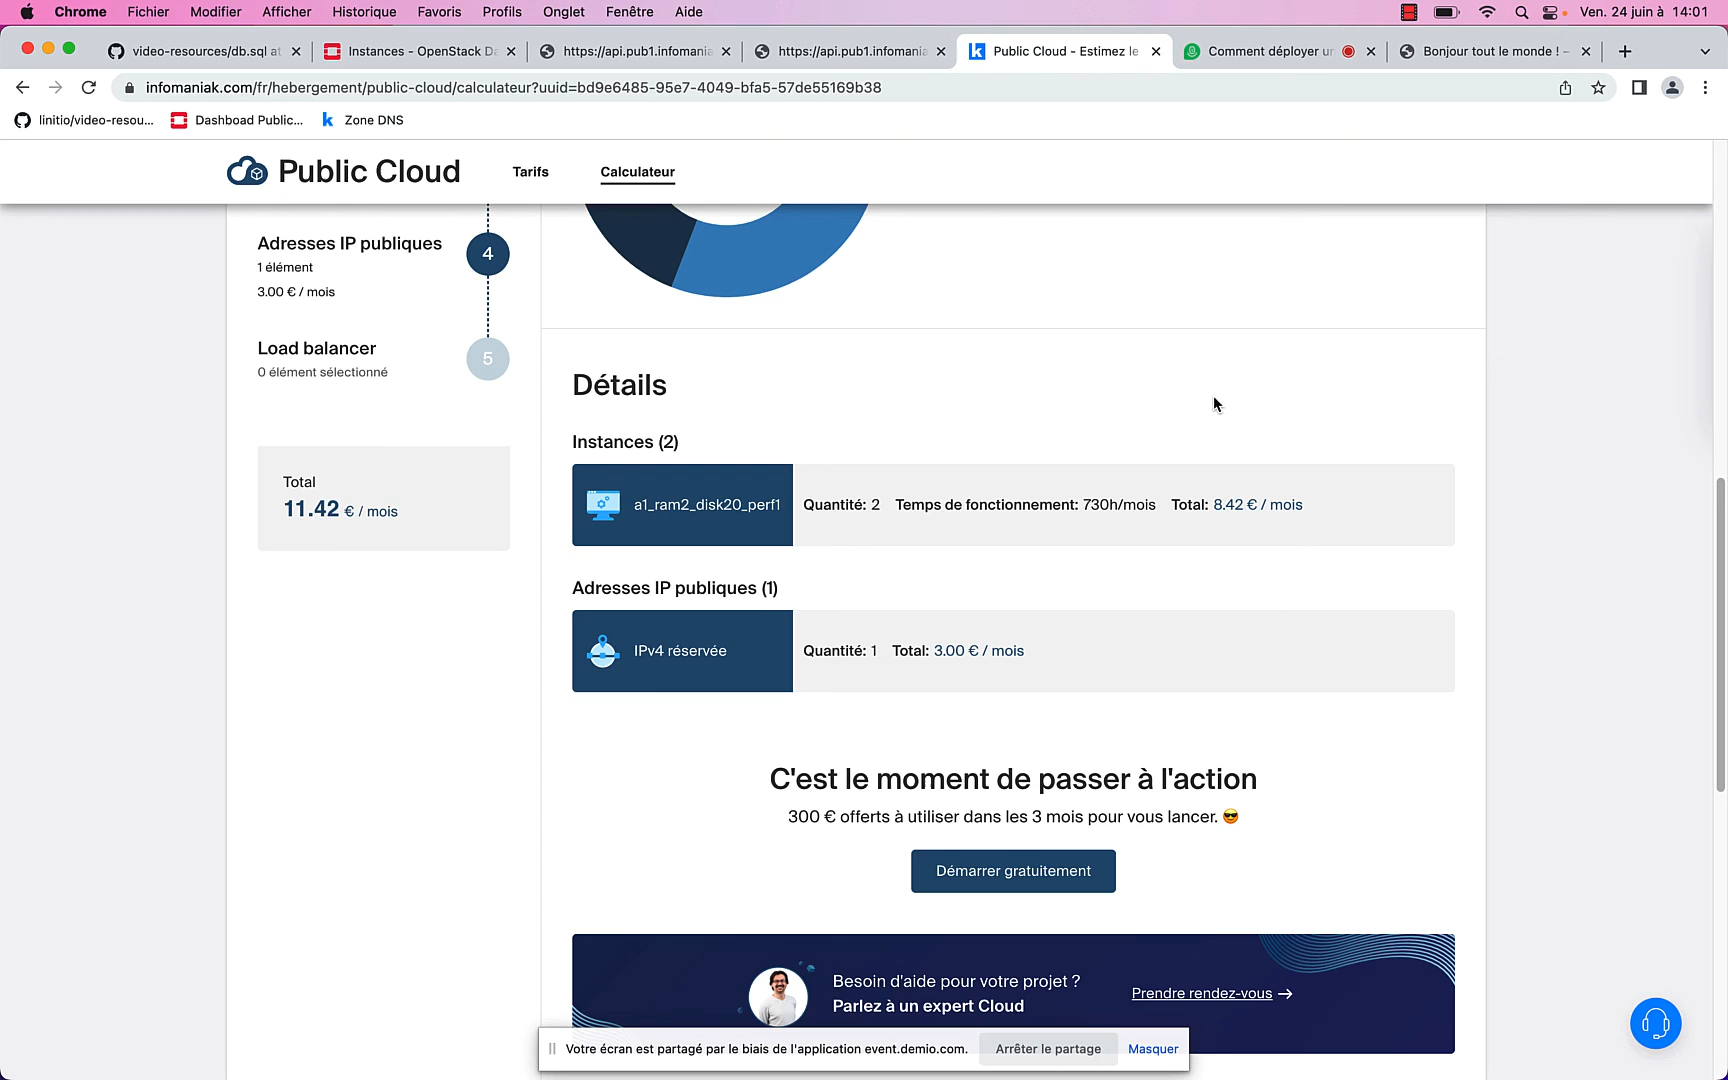 Chrome Fichier Modifier Afficher Historique Favoris Profils Onglet Fenêtre Aide Ven. 24 juin à 14:01
video-resources/db.sql at Instances - OpenStack Da https://api.pub1.infomania https://api.pub1.infomania Public Cloud - Estimez le Comment déployer un Bonjour tout le monde ! –
infomaniak.com/fr/hebergement/public-cloud/calculateur?uuid=bd9e6485-95e7-4049-bfa5-57de55169b38
linitio/video-resou... Dashboad Public... Zone DNS
Public Cloud Tarifs Calculateur
Adresses IP publiques
4
1 élément
3.00 € / mois
Load balancer
5
0 élément sélectionné
Total
11.42 € / mois
Détails
Instances (2)
a1_ram2_disk20_perf1 Quantité: 2 Temps de fonctionnement: 730h/mois Total: 8.42 € / mois
Adresses IP publiques (1)
IPv4 réservée Quantité: 1 Total: 3.00 € / mois
C'est le moment de passer à l'action
300 € offerts à utiliser dans les 3 mois pour vous lancer. 😎
Démarrer gratuitement
Besoin d'aide pour votre projet ?
Parlez à un expert Cloud
Prendre rendez-vous →
Votre écran est partagé par le biais de l'application event.demio.com. Arrêter le partage Masquer